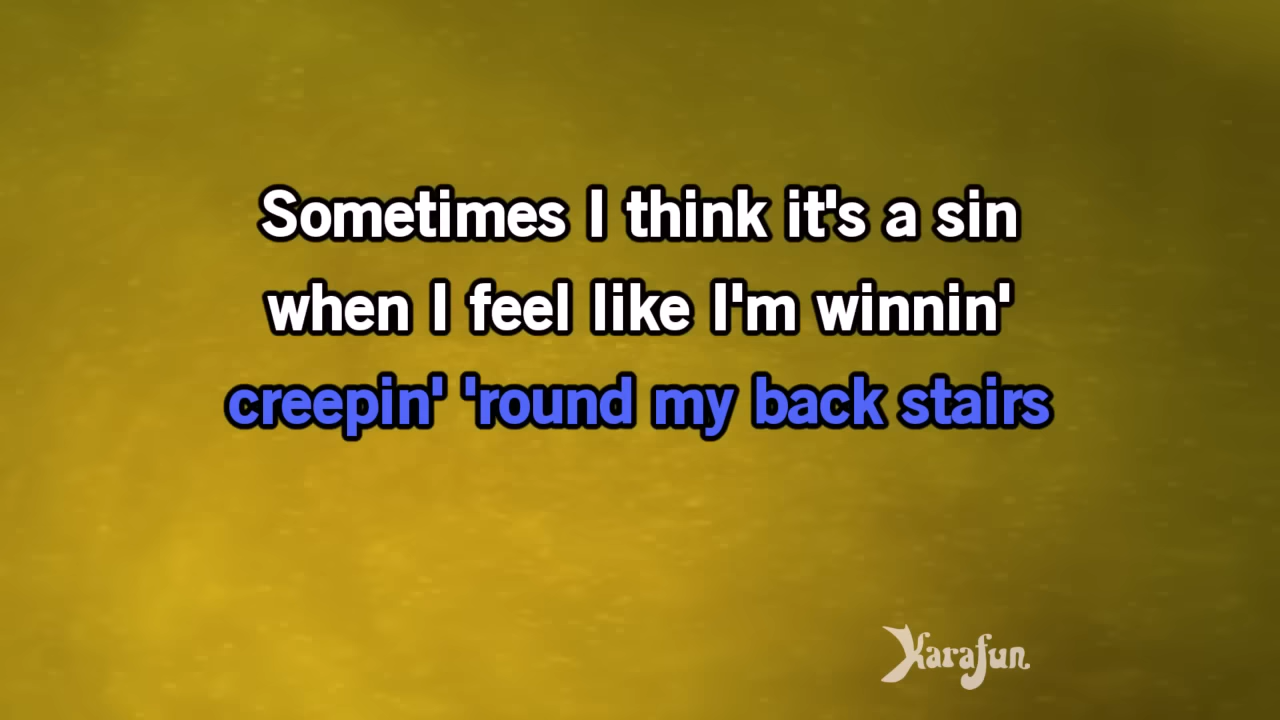 Sometimes I think it's a sin
when I feel like I'm winnin'
creepin' 'round my back stairs
Karafun